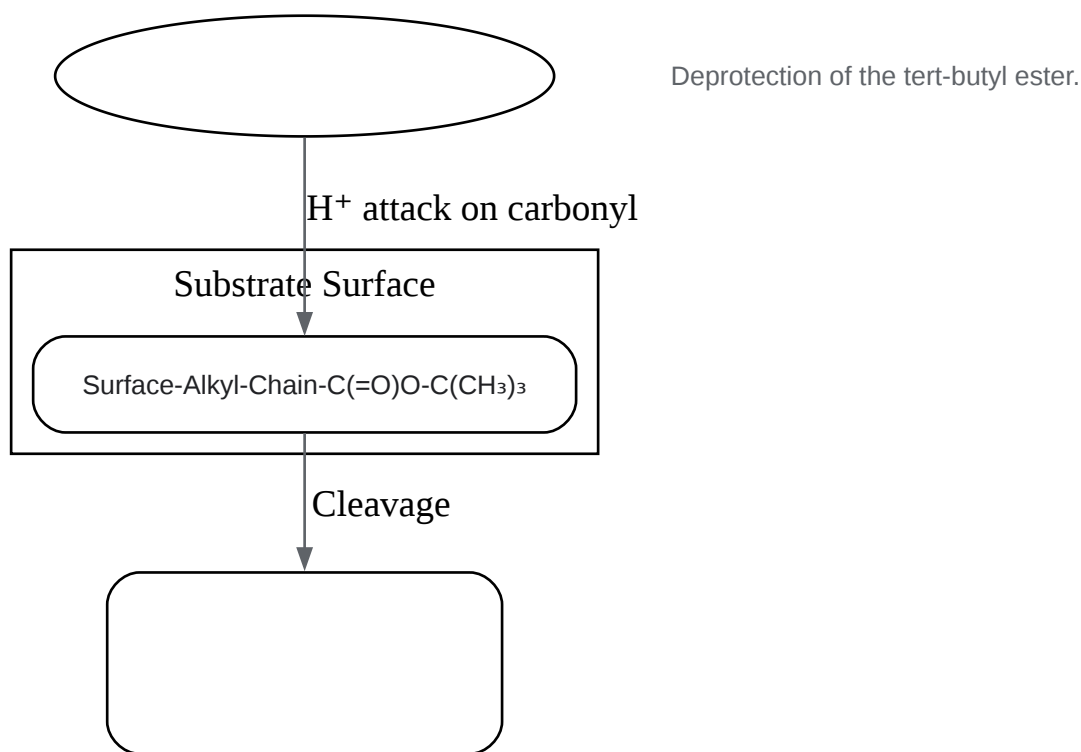 Deprotection of the tert-butyl ester.
H⁺ attack on carbonyl
Substrate Surface
Surface-Alkyl-Chain-C(=O)O-C(CH₃)₃
Cleavage